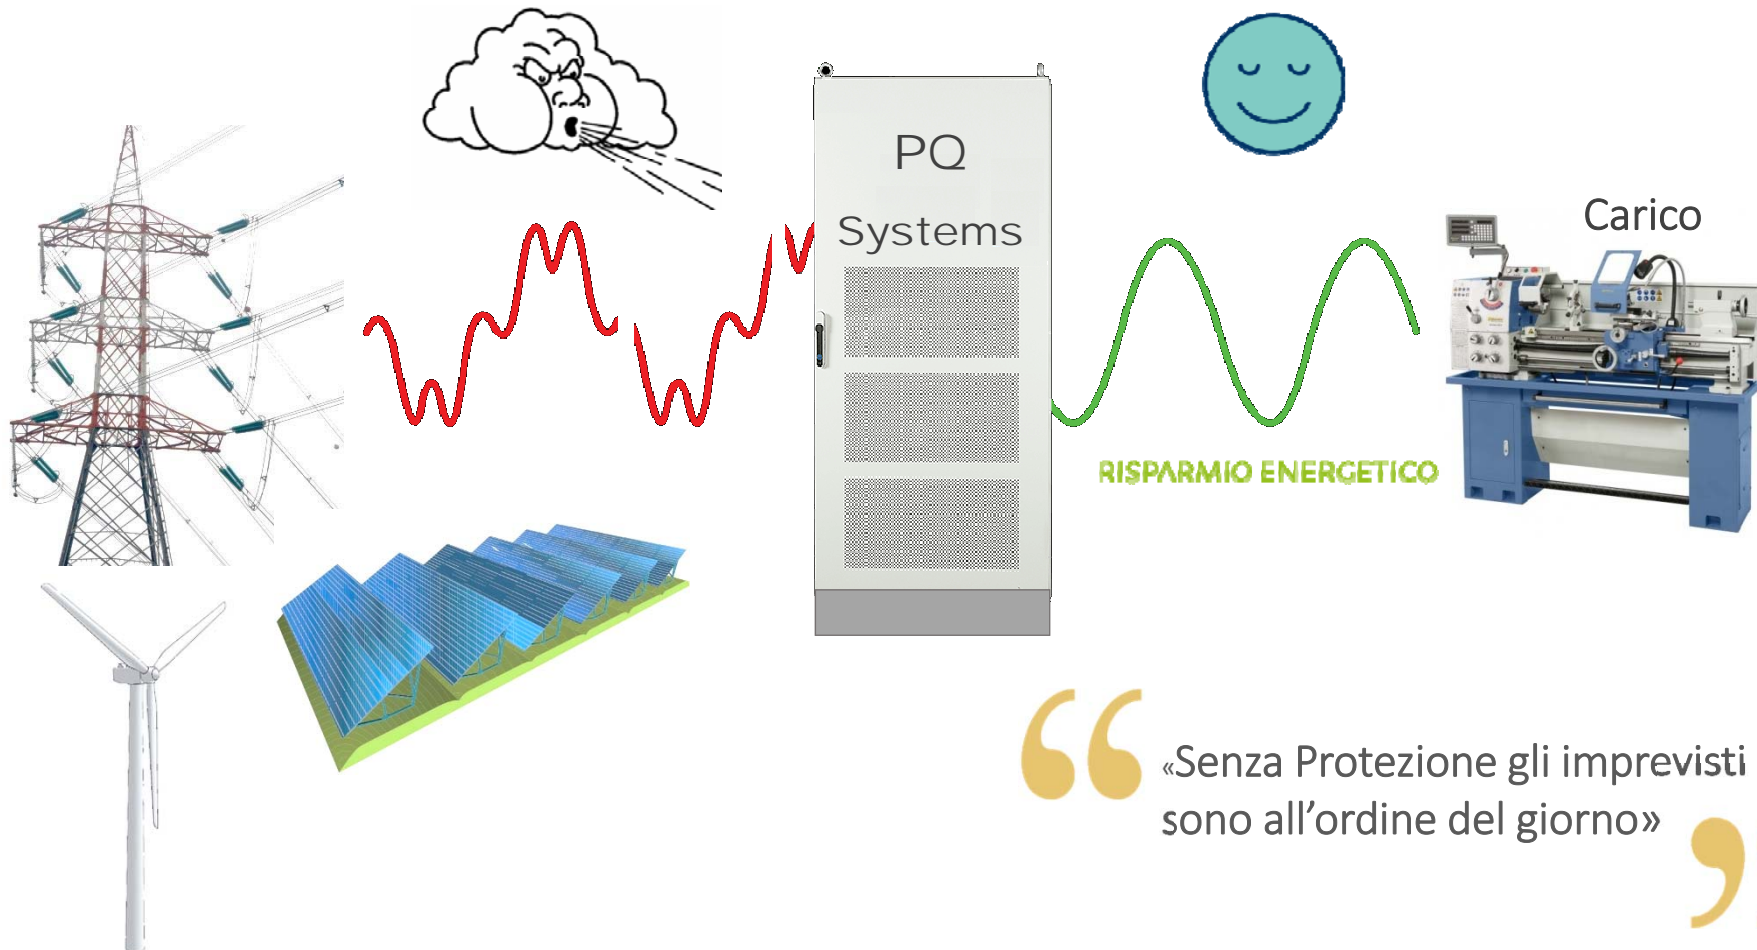 PQ
Systems
Carico
RISPARMIO ENERGETICO
«Senza Protezione gli imprevisti
sono all’ordine del giorno»